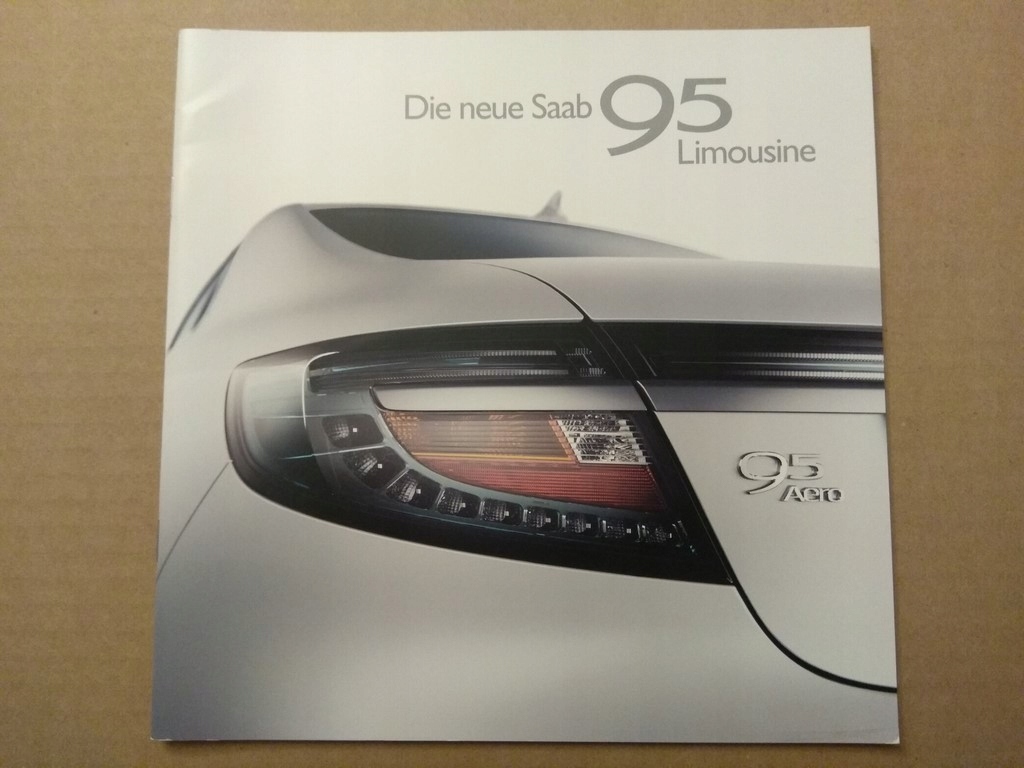 Die neue Saab 95
Limousine
95
Aero